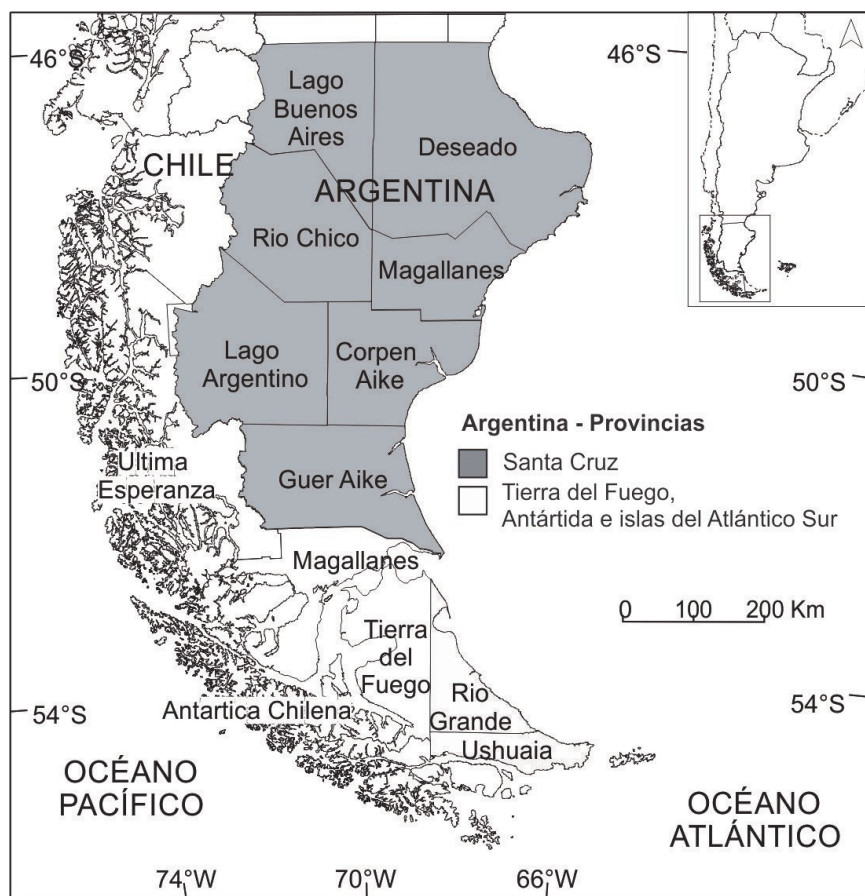 46°S
46°S
Lago
Buenos
Aires
Deseado
CHILE
ARGENTINA
Rio Chico
Magallanes
Lago
Argentino
Corpen
Aike
50°S
50°S
Argentina - Provincias
Santa Cruz
Tierra del Fuego,
Antártida e islas del Atlántico Sur
Ultima
Esperanza
Guer Aike
Magallanes
0 100 200 Km
Tierra
del
Fuego
Rio
Grande
Antartica Chilena
54°S
54°S
Ushuaia
OCÉANO
PACÍFICO
OCÉANO
ATLÁNTICO
74°W
70°W
66°W